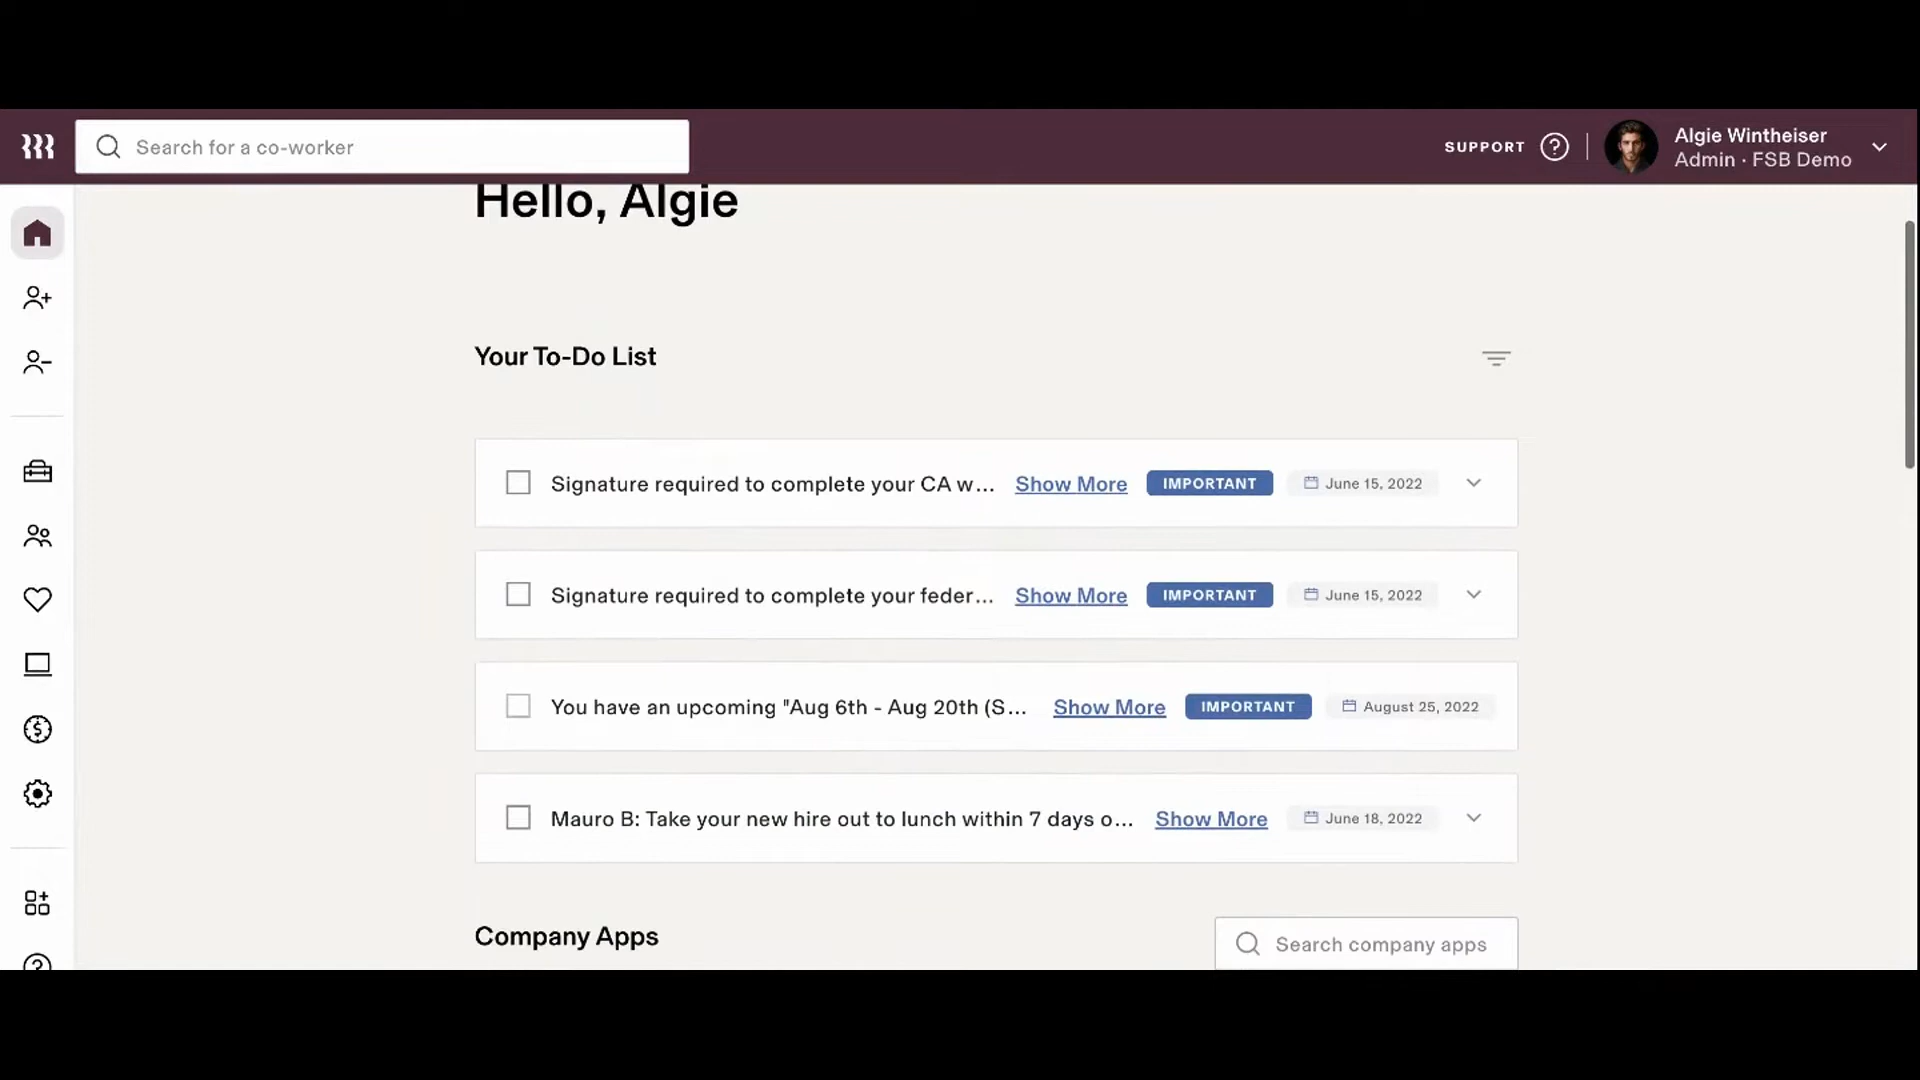 Search for a co-worker
SUPPORT
Algie Wintheiser
Admin · FSB Demo
Hello, Algie
Your To-Do List
Signature required to complete your CA w... Show More IMPORTANT June 15, 2022
Signature required to complete your feder... Show More IMPORTANT June 15, 2022
You have an upcoming "Aug 6th - Aug 20th (S... Show More IMPORTANT August 25, 2022
Mauro B: Take your new hire out to lunch within 7 days o... Show More June 18, 2022
Company Apps
Search company apps